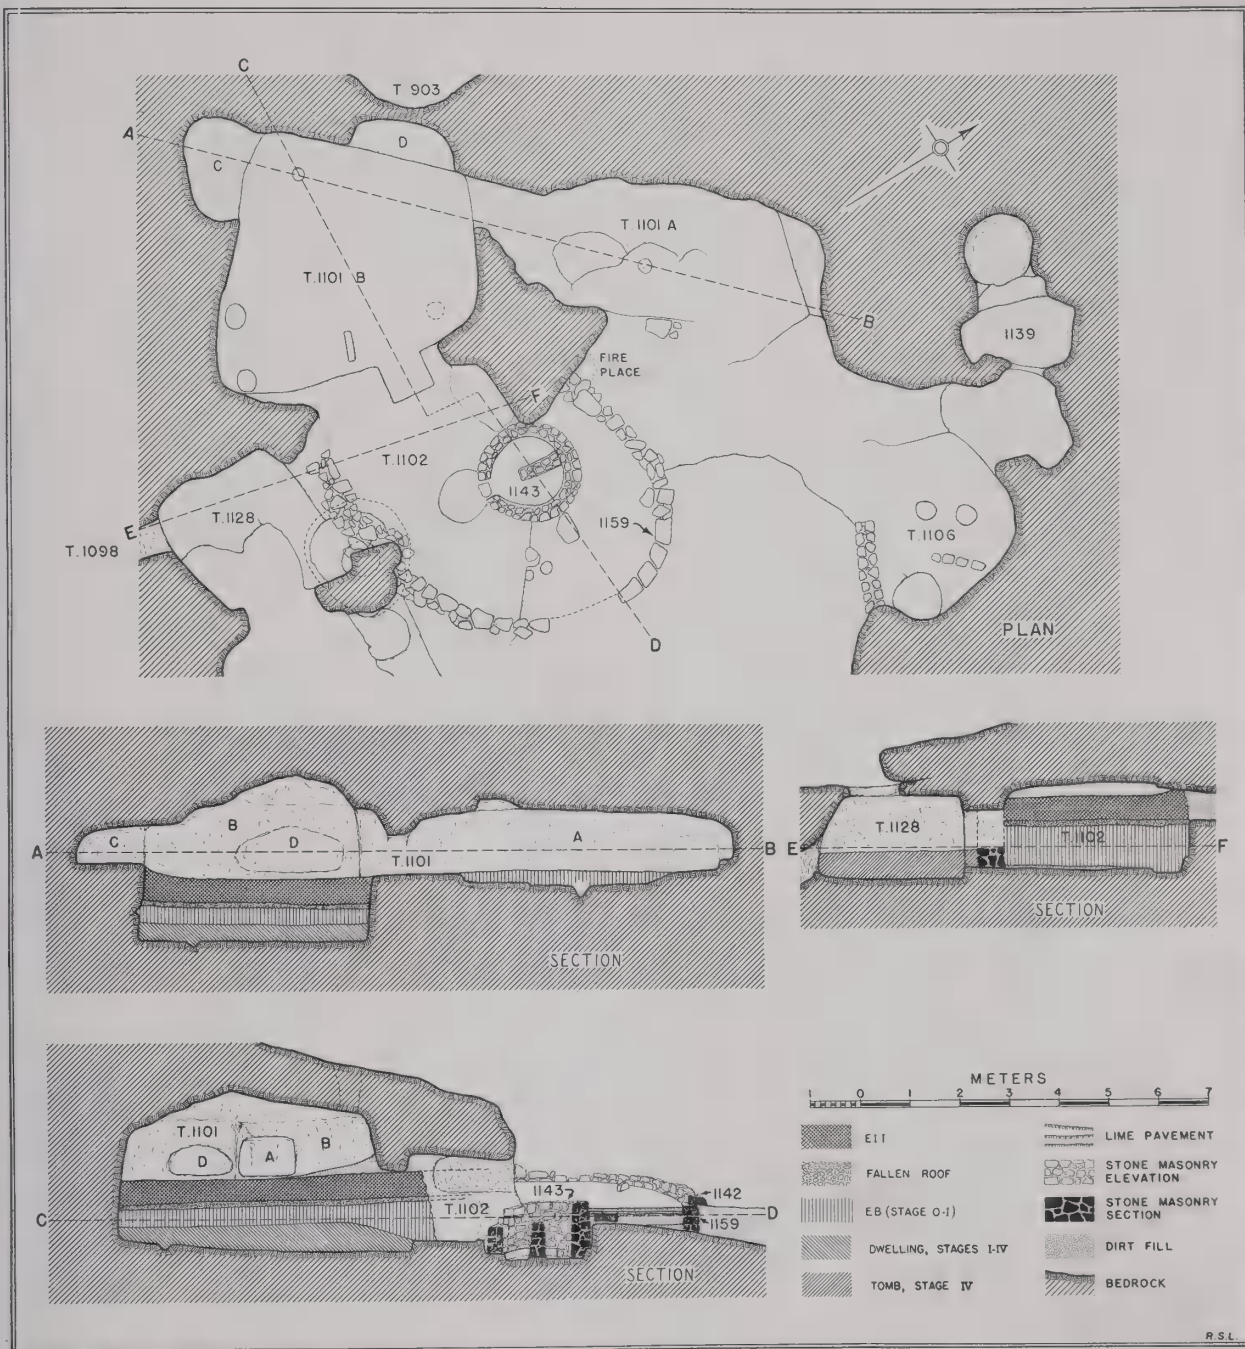 C
T 903
A
D
C
T.1101 A
T.1101 B
B
1139
FIRE
PLACE
F
T.1102
1143
E
T.1128
1159
T.1106
T.1098
PLAN
D
B
C
D
A
A
T.1101
B
SECTION
T.1128
T.1102
E
F
SECTION
T.1101
B
D
A
1143
1142
T.1102
C
D
1159
SECTION
METERS
1 0 1 2 3 4 5 6 7
EII
LIME PAVEMENT
FALLEN ROOF
STONE MASONRY
ELEVATION
EB (STAGE 0-I)
STONE MASONRY
SECTION
DWELLING, STAGES I-IV
DIRT FILL
TOMB, STAGE IV
BEDROCK
R.S.L.